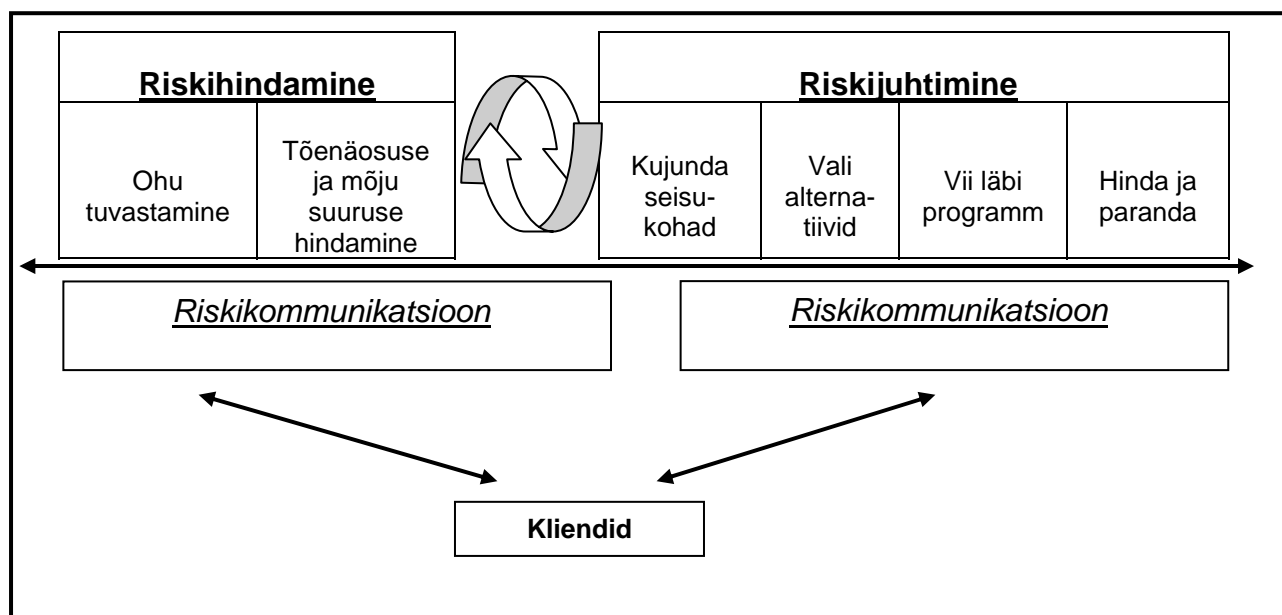 Riskihindamine
Riskijuhtimine
Ohu
tuvastamine
Tõenäosuse
ja mõju
suuruse
hindamine
Kujunda
seisu-
kohad
Vali
alterna-
tiivid
Vii läbi
programm
Hinda ja
paranda
Riskikommunikatsioon
Riskikommunikatsioon
Kliendid